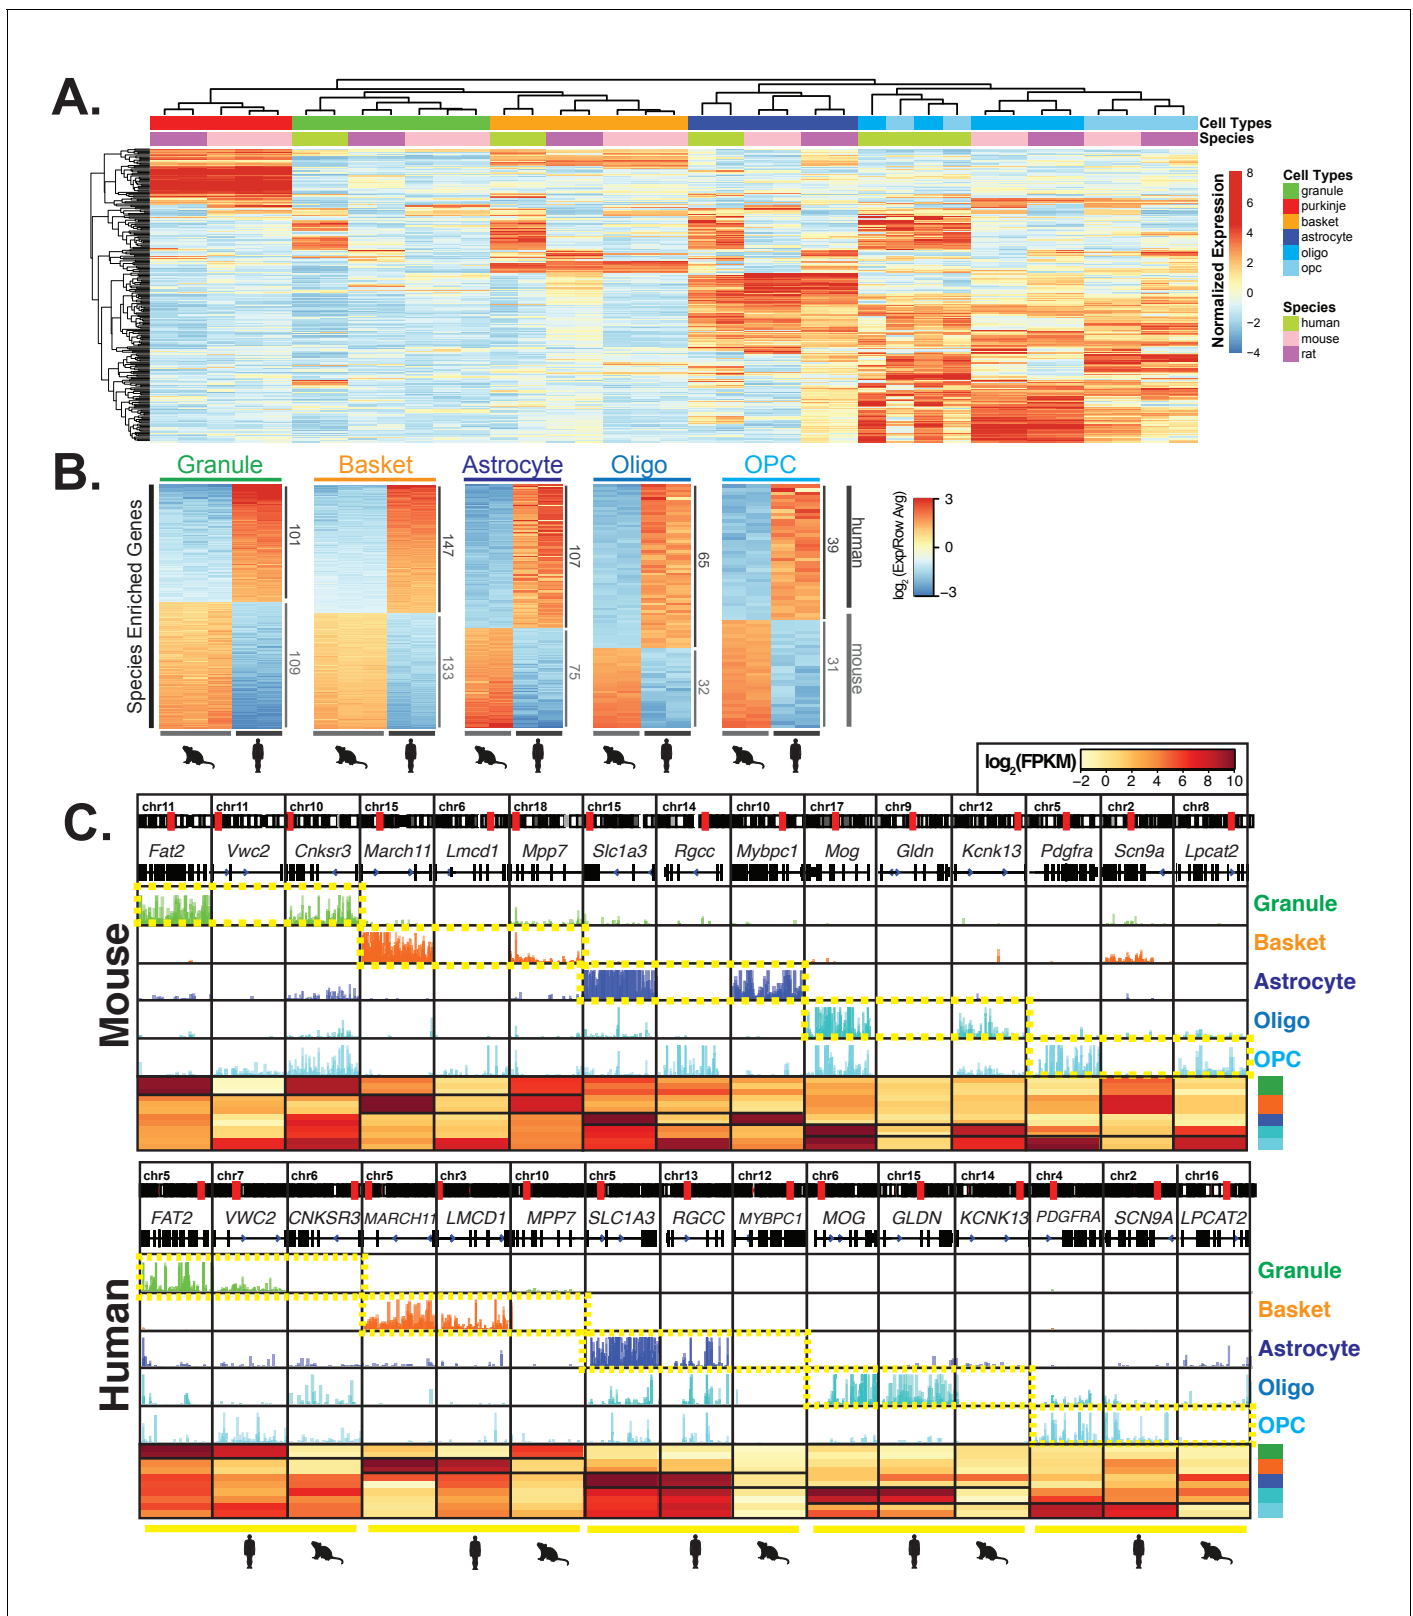 A.
Cell Types
Species
Normalized Expression
8
6
4
2
0
−2
−4
Cell Types
granule
purkinje
basket
astrocyte
oligo
opc
Species
human
mouse
rat
B.
Granule
Basket
Astrocyte
Oligo
OPC
Species Enriched Genes
101
109
147
133
107
75
65
32
39
31
human
mouse
log2(Exp/Row Avg)
3
0
−3
log2(FPKM)
−2 0 2 4 6 8 10
C.
Mouse
chr11 chr11 chr10 chr15 chr6 chr18 chr15 chr14 chr10 chr17 chr9 chr12 chr5 chr2 chr8
Fat2 Vwc2 Cnksr3 March11 Lmcd1 Mpp7 Slc1a3 Rgcc Mybpc1 Mog Gldn Kcnk13 Pdgfra Scn9a Lpcat2
Granule
Basket
Astrocyte
Oligo
OPC
Human
chr5 chr7 chr6 chr5 chr3 chr10 chr5 chr13 chr12 chr6 chr15 chr14 chr4 chr2 chr16
FAT2 VWC2 CNKSR3 MARCH11 LMCD1 MPP7 SLC1A3 RGCC MYBPC1 MOG GLDN KCNK13 PDGFRA SCN9A LPCAT2
Granule
Basket
Astrocyte
Oligo
OPC